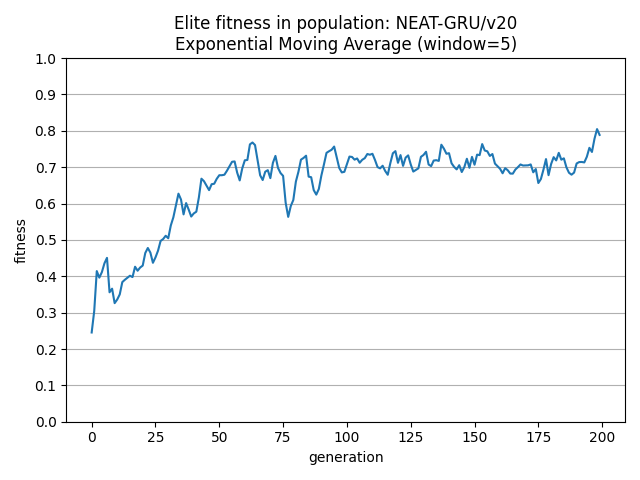 Elite fitness in population: NEAT-GRU/v20
Exponential Moving Average (window=5)
1.0
0.9
0.8
0.7
0.6
0.5
0.4
0.3
0.2
0.1
0.0
fitness
0 25 50 75 100 125 150 175 200
generation